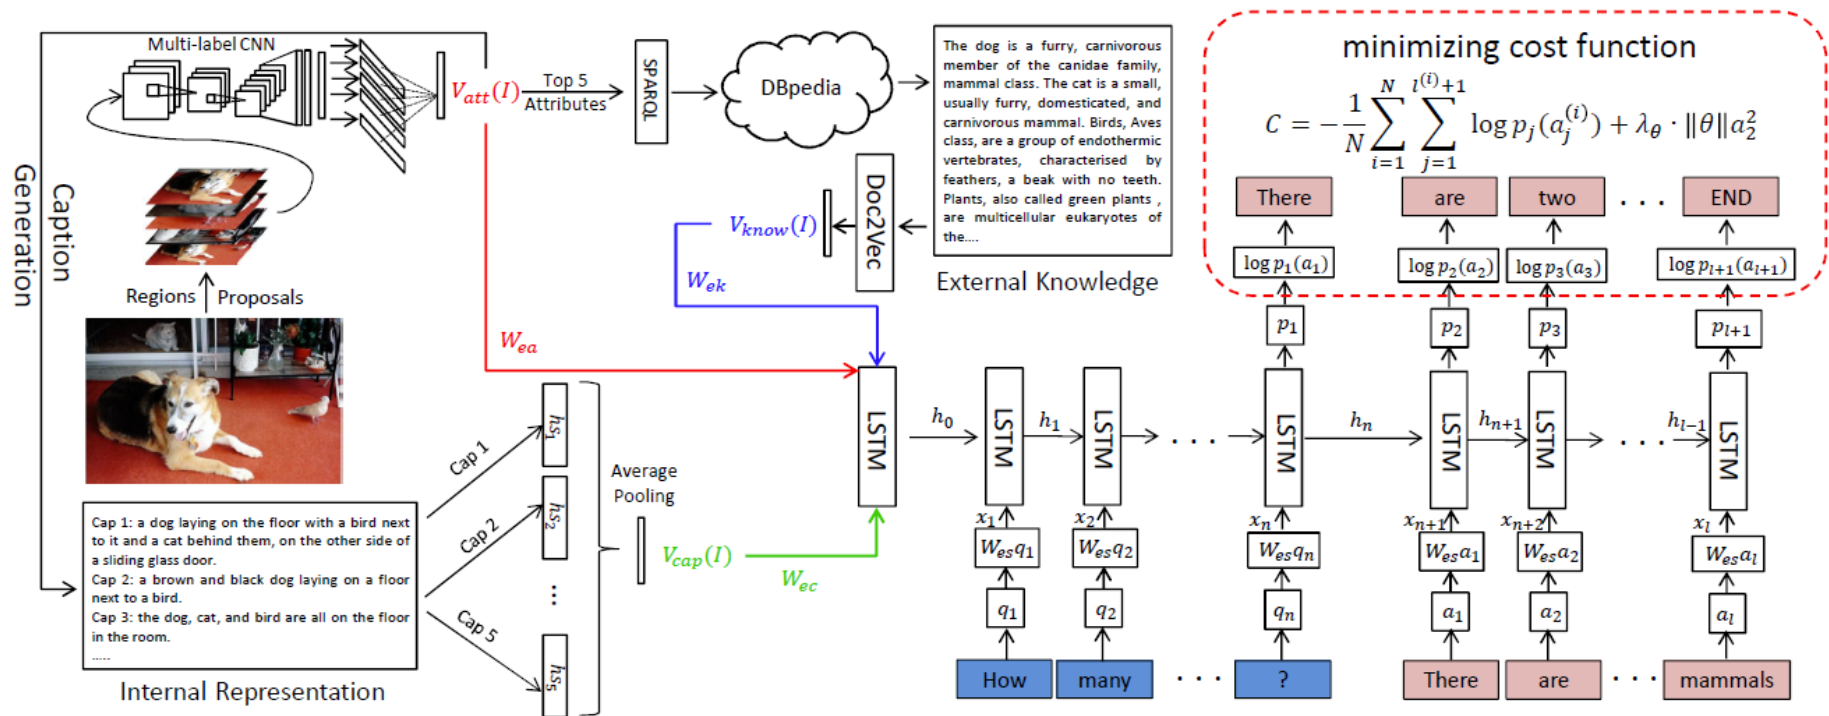 Multi-label CNN
V_att(I)
Top 5
Attributes
SPARQL
DBpedia
The dog is a furry, carnivorous
member of the canidae family,
mammal class. The cat is a small,
usually furry, domesticated, and
carnivorous mammal. Birds, Aves
class, are a group of endothermic
vertebrates, characterised by
feathers, a beak with no teeth.
Plants, also called green plants ,
are multicellular eukaryotes of
the....
External Knowledge
Doc2Vec
V_know(I)
W_ek
W_ea
Caption
Generation
Regions
Proposals
Cap 1: a dog laying on the floor with a bird next
to it and a cat behind them, on the other side of
a sliding glass door.
Cap 2: a brown and black dog laying on a floor
next to a bird.
Cap 3: the dog, cat, and bird are all on the floor
in the room.
.....
Internal Representation
Cap 1
Cap 2
Cap 5
hs_1
hs_2
...
hs_5
Average
Pooling
V_cap(I)
W_ec
LSTM
h_0
LSTM
h_1
LSTM
. . .
LSTM
h_n
LSTM
h_{n+1}
LSTM
. . .
h_{l-1}
LSTM
minimizing cost function
C = -\frac{1}{N} \sum_{i=1}^{N} \sum_{j=1}^{l^{(i)}+1} \log p_j(a_j^{(i)}) + λ_θ · ‖θ‖a_2^2
There are two . . . END
log p_1(a_1) log p_2(a_2) log p_3(a_3) log p_{l+1}(a_{l+1})
p_1 p_2 p_3 p_{l+1}
x_1 x_2 x_n x_{n+1} x_{n+2} x_l
W_es q_1 W_es q_2 W_es q_n W_es a_1 W_es a_2 W_es a_l
q_1 q_2 q_n a_1 a_2 a_l
How many . . . ? There are . . . mammals